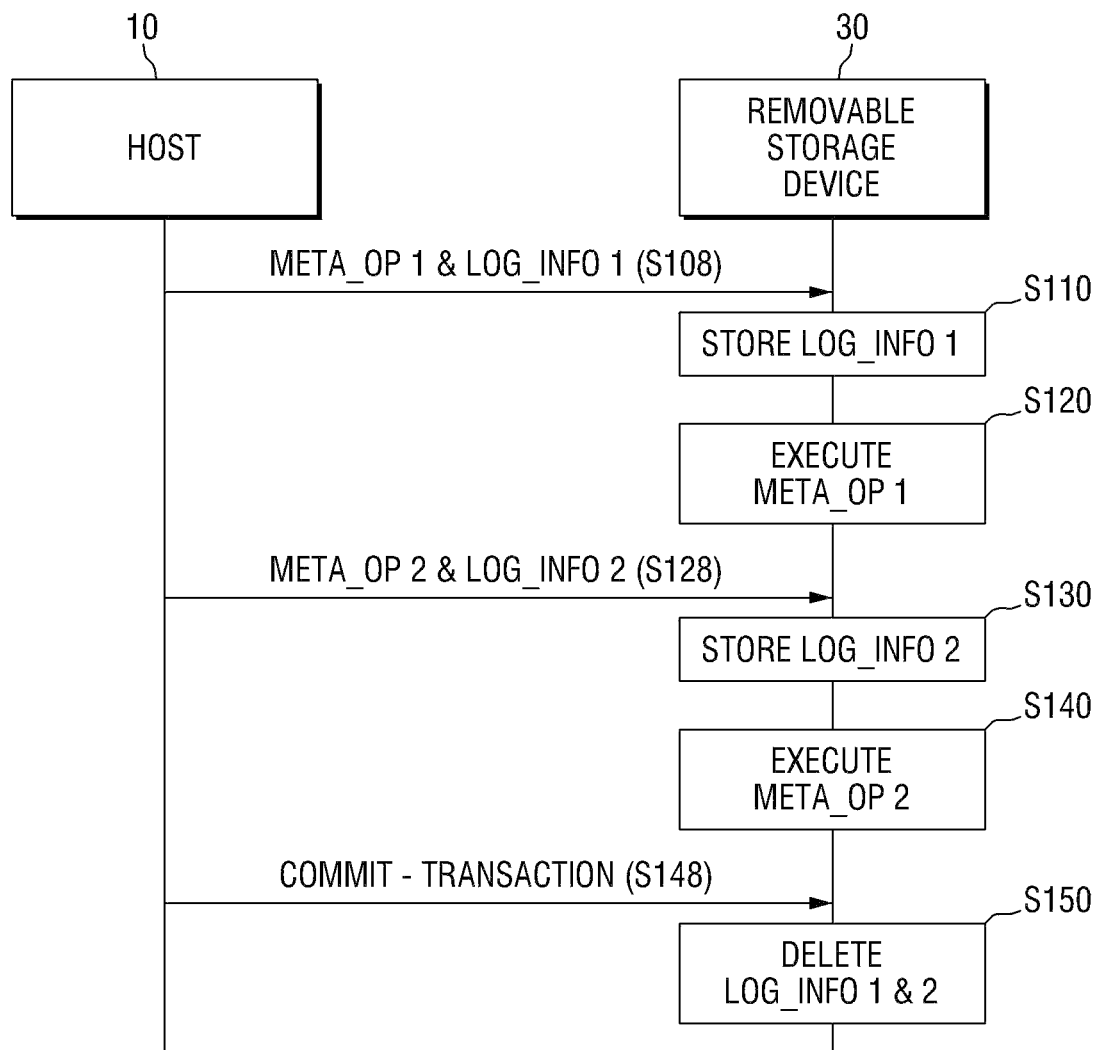 10
30
HOST
REMOVABLE
STORAGE
DEVICE
META_OP 1 & LOG_INFO 1 (S108)
S110
STORE LOG_INFO 1
S120
EXECUTE
META_OP 1
META_OP 2 & LOG_INFO 2 (S128)
S130
STORE LOG_INFO 2
S140
EXECUTE
META_OP 2
COMMIT - TRANSACTION (S148)
S150
DELETE
LOG_INFO 1 & 2